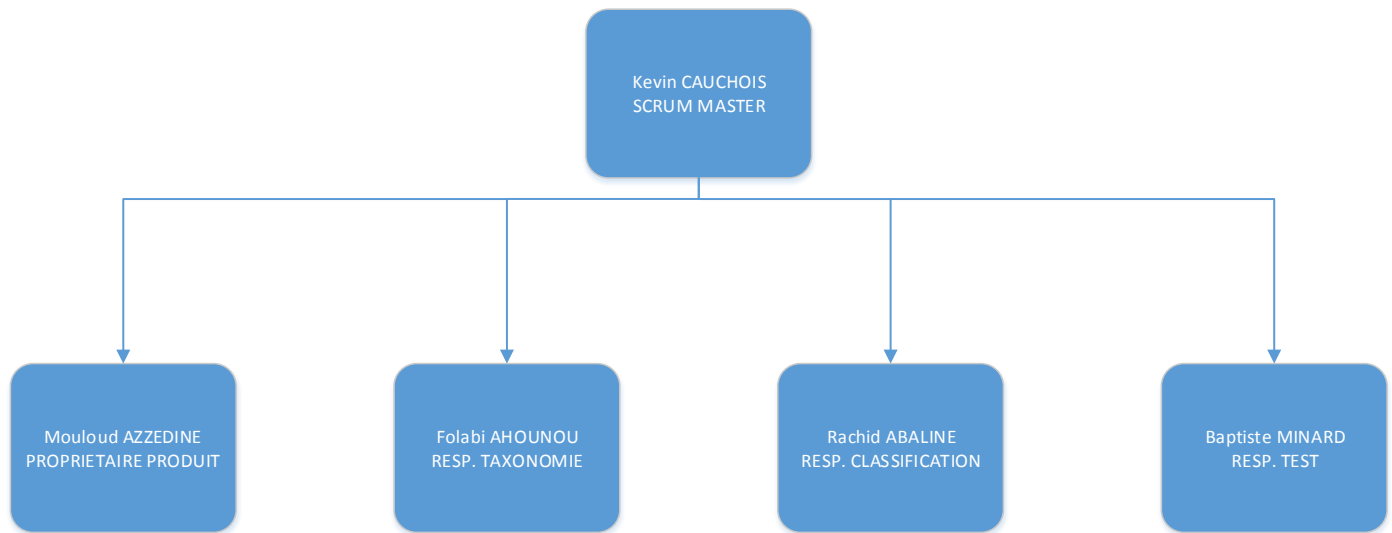 Kevin CAUCHOIS
SCRUM MASTER
Mouloud AZZEDINE
PROPRIETAIRE PRODUIT
Folabi AHOUNOU
RESP. TAXONOMIE
Rachid ABALINE
RESP. CLASSIFICATION
Baptiste MINARD
RESP. TEST